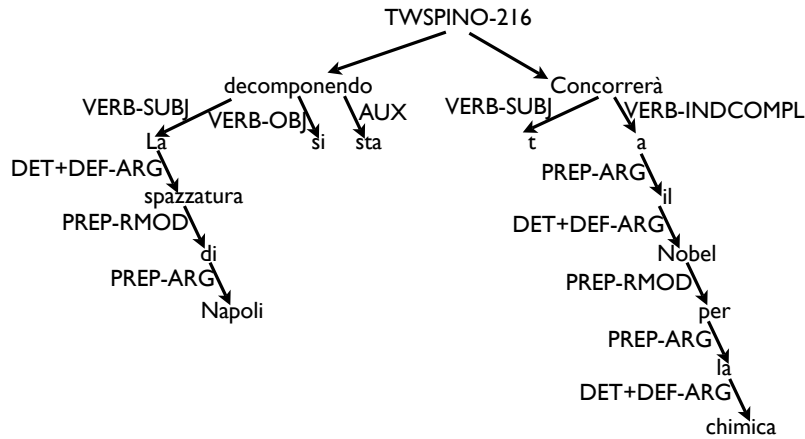 TWSPINO-216
decomponendo Concorrerà
VERB-SUBJ VERB-OBJ AUX VERB-SUBJ VERB-INDCOMPL
La si sta t a
DET+DEF-ARG PREP-ARG
spazzatura il
PREP-RMOD DET+DEF-ARG
di Nobel
PREP-ARG PREP-RMOD
Napoli per
PREP-ARG
la
DET+DEF-ARG
chimica